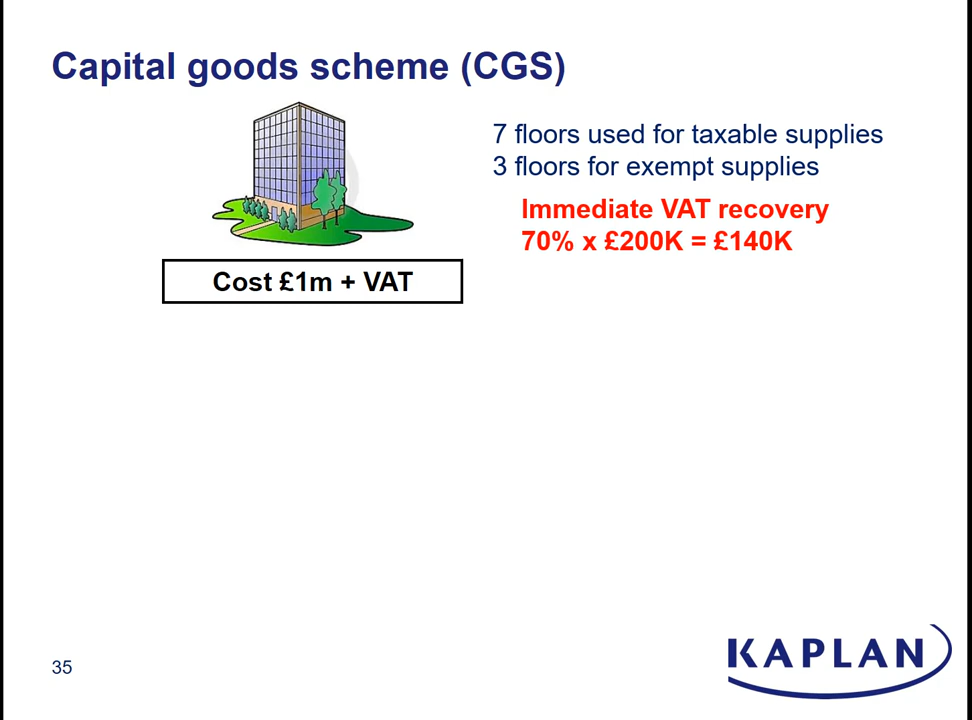 Capital goods scheme (CGS)
7 floors used for taxable supplies
3 floors for exempt supplies
Immediate VAT recovery
70% x £200K = £140K
Cost £1m + VAT
35
KAPLAN